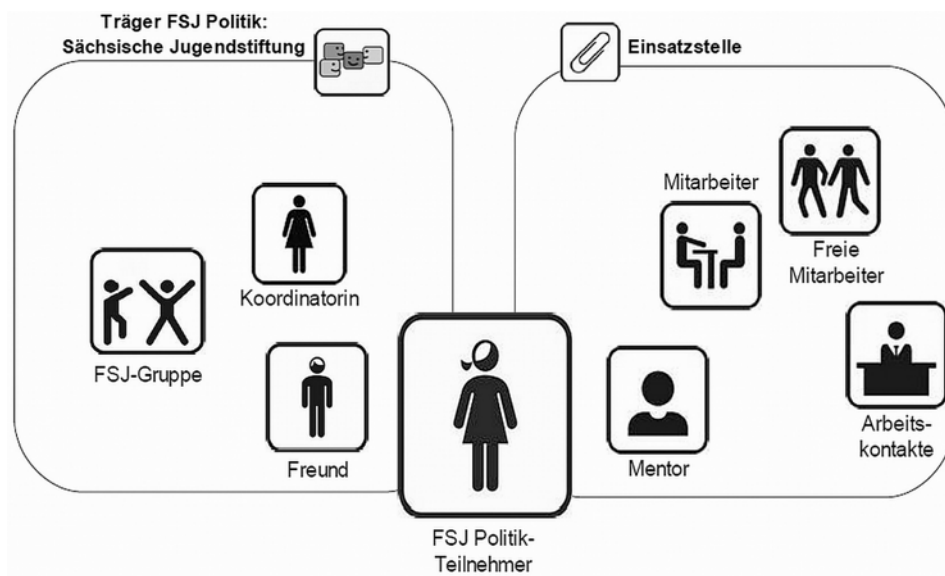 Träger FSJ Politik:
Sächsische Jugendstiftung
Einsatzstelle
Koordinatorin
FSJ-Gruppe
Freund
Mitarbeiter
Freie
Mitarbeiter
Mentor
Arbeits-
kontakte
FSJ Politik-
Teilnehmer